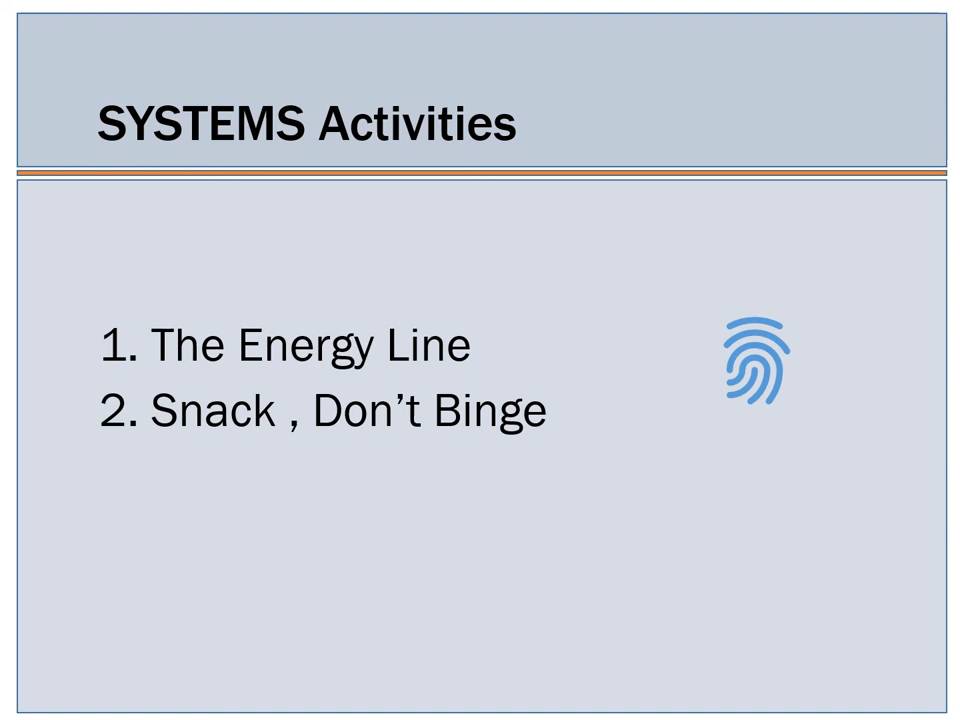 SYSTEMS Activities
1. The Energy Line
2. Snack , Don’t Binge